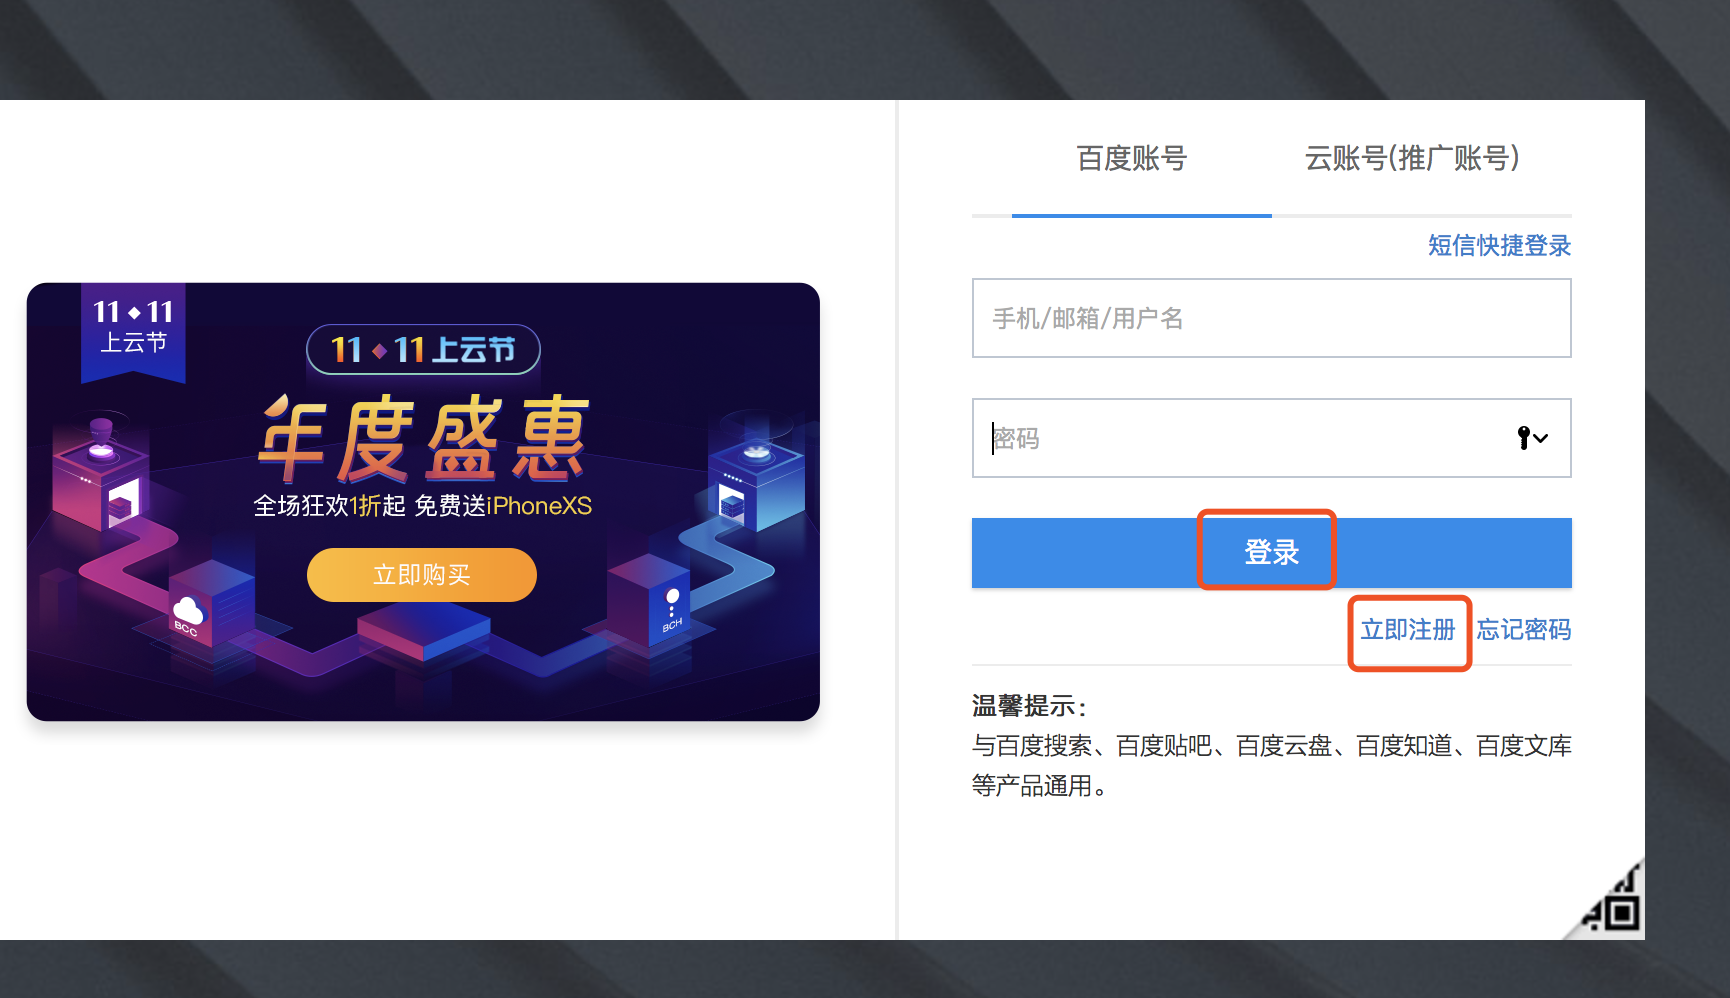 11◆11
上云节
11◆11上云节
年度盛惠
全场狂欢1折起 免费送iPhoneXS
立即购买
BCC
BCH
百度账号
云账号(推广账号)
短信快捷登录
手机/邮箱/用户名
密码
登录
立即注册 忘记密码
温馨提示：
与百度搜索、百度贴吧、百度云盘、百度知道、百度文库
等产品通用。